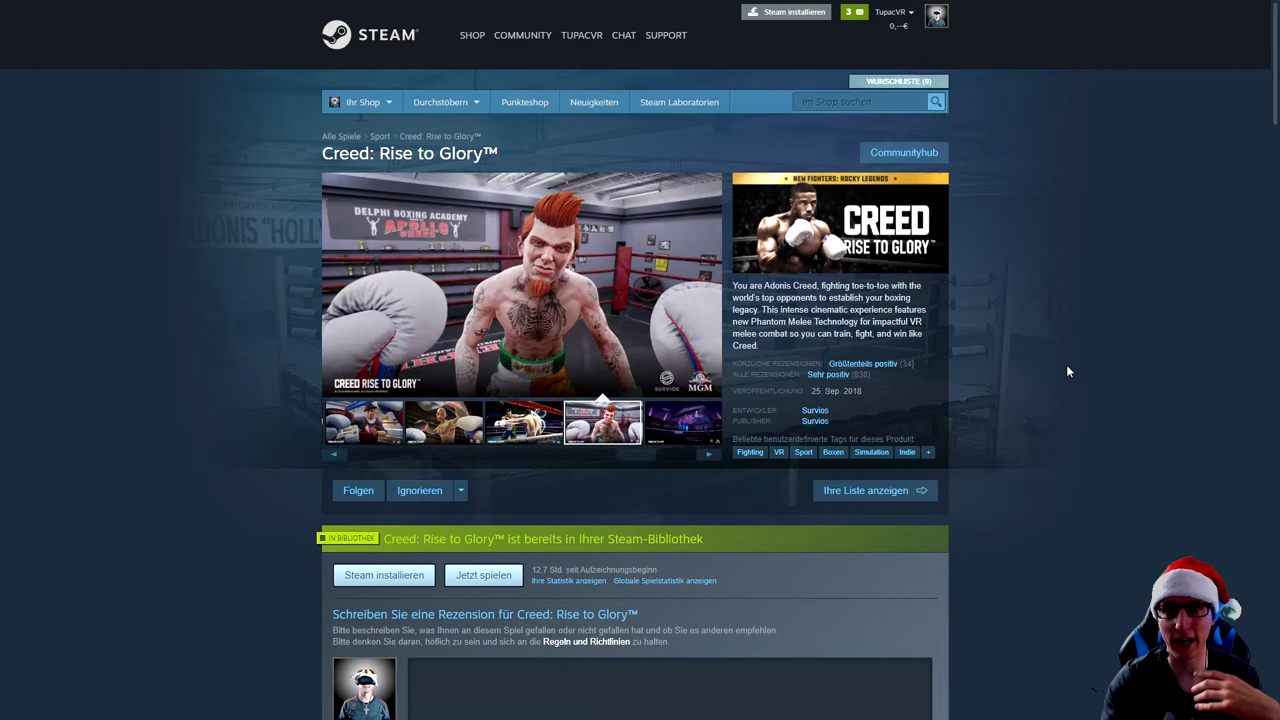 Steam installieren
3
TupacVR
0,--€
STEAM®
SHOP COMMUNITY TUPACVR CHAT SUPPORT
WUNSCHLISTE (9)
Ihr Shop Durchstöbern Punkteshop Neuigkeiten Steam Laboratorien Im Shop suchen
Alle Spiele > Sport > Creed: Rise to Glory™
Creed: Rise to Glory™
Communityhub
DELPHI BOXING ACADEMY
APOLLO
CREED
CREED RISE TO GLORY™
SURVIOS
MGM
• NEW FIGHTERS: ROCKY LEGENDS •
CREED
RISE TO GLORY™
You are Adonis Creed, fighting toe-to-toe with the
world's top opponents to establish your boxing
legacy. This intense cinematic experience features
new Phantom Melee Technology for impactful VR
melee combat so you can train, fight, and win like
Creed.
KÜRZLICHE REZENSIONEN: Größtenteils positiv (34)
ALLE REZENSIONEN: Sehr positiv (838)
VERÖFFENTLICHUNG: 25. Sep. 2018
ENTWICKLER: Survios
PUBLISHER: Survios
Beliebte benutzerdefinierte Tags für dieses Produkt:
Fighting VR Sport Boxen Simulation Indie +
Folgen Ignorieren
Ihre Liste anzeigen
IN BIBLIOTHEK
Creed: Rise to Glory™ ist bereits in Ihrer Steam-Bibliothek
Steam installieren
Jetzt spielen
12.7 Std. seit Aufzeichnungsbeginn
Ihre Statistik anzeigen Globale Spielstatistik anzeigen
Schreiben Sie eine Rezension für Creed: Rise to Glory™
Bitte beschreiben Sie, was Ihnen an diesem Spiel gefallen oder nicht gefallen hat und ob Sie es anderen empfehlen.
Bitte denken Sie daran, höflich zu sein und sich an die Regeln und Richtlinien zu halten.